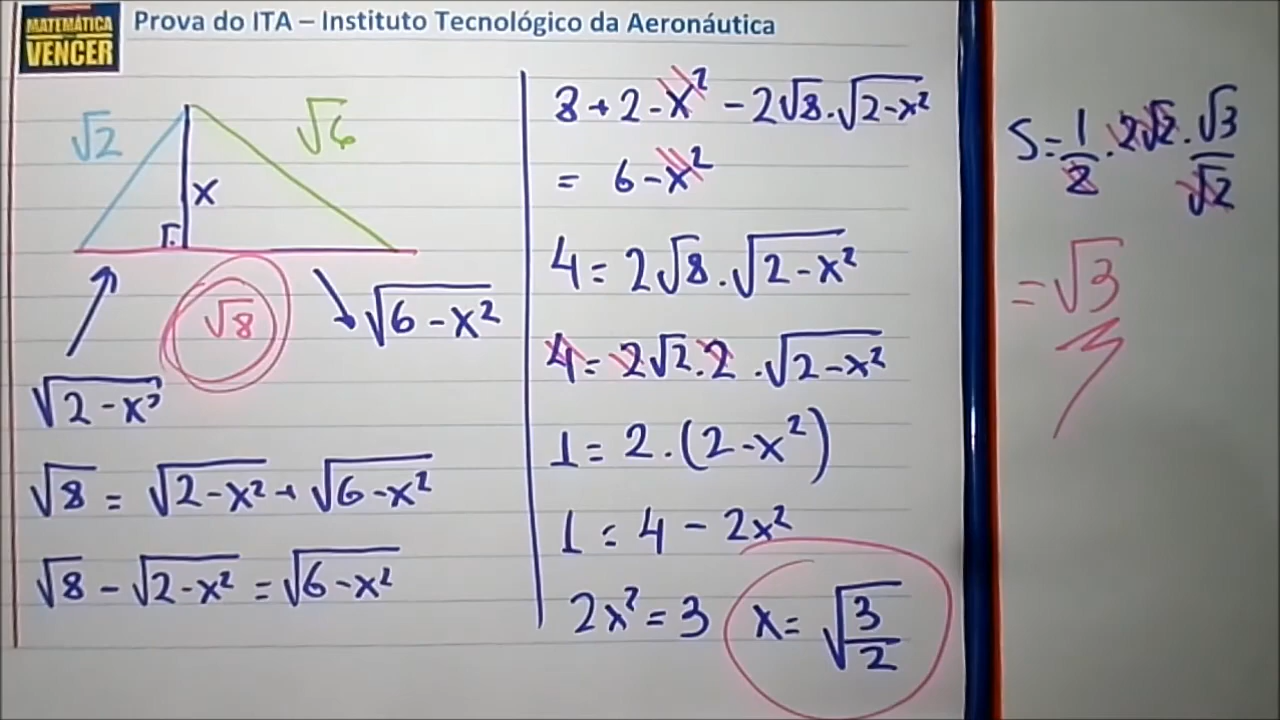 MATEMÁTICA
VENCER
Prova do ITA – Instituto Tecnológico da Aeronáutica
√2
√6
x
√8
√(6 - x²)
√(2 - x²)
√8 = √(2 - x²) + √(6 - x²)
√8 - √(2 - x²) = √(6 - x²)
8 + 2 - x² - 2√8 . √(2 - x²)
= 6 - x²
4 = 2√8 . √(2 - x²)
4 = 2√2 . 2 . √(2 - x²)
1 = 2 . (2 - x²)
1 = 4 - 2x²
2x² = 3
x = √(3/2)
S = 1/2 . 2√2 . √3/√2
= √3